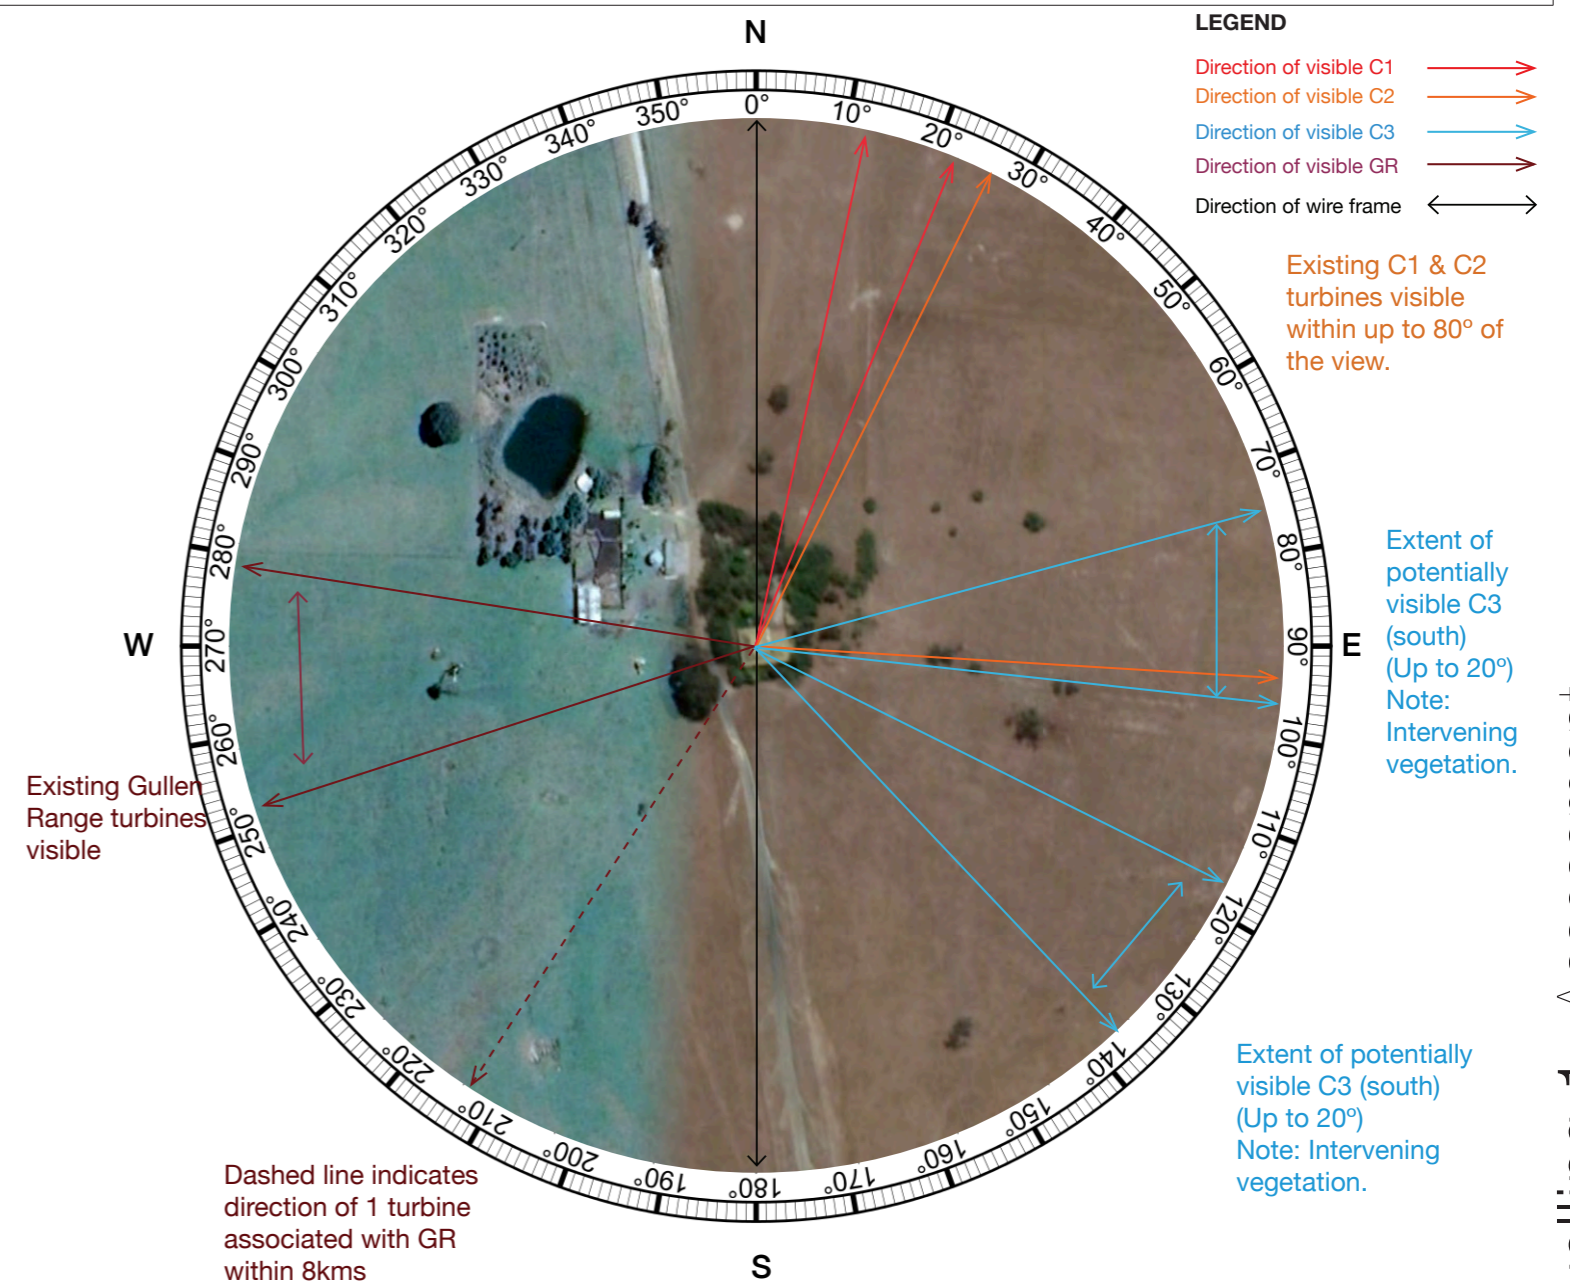 N
LEGEND
Direction of visible C1
Direction of visible C2
Direction of visible C3
Direction of visible GR
Direction of wire frame
0°
10°
20°
30°
40°
50°
60°
70°
80°
90°
100°
110°
120°
130°
140°
150°
160°
170°
180°
190°
200°
210°
220°
230°
240°
250°
260°
270°
280°
290°
300°
310°
320°
330°
340°
350°
Existing C1 & C2
turbines visible
within up to 80º of
the view.
W
E
Extent of
potentially
visible C3
(south)
(Up to 20º)
Note:
Intervening
vegetation.
Existing Gullen
Range turbines
visible
Extent of potentially
visible C3 (south)
(Up to 20º)
Note: Intervening
vegetation.
Dashed line indicates
direction of 1 turbine
associated with GR
within 8kms
S